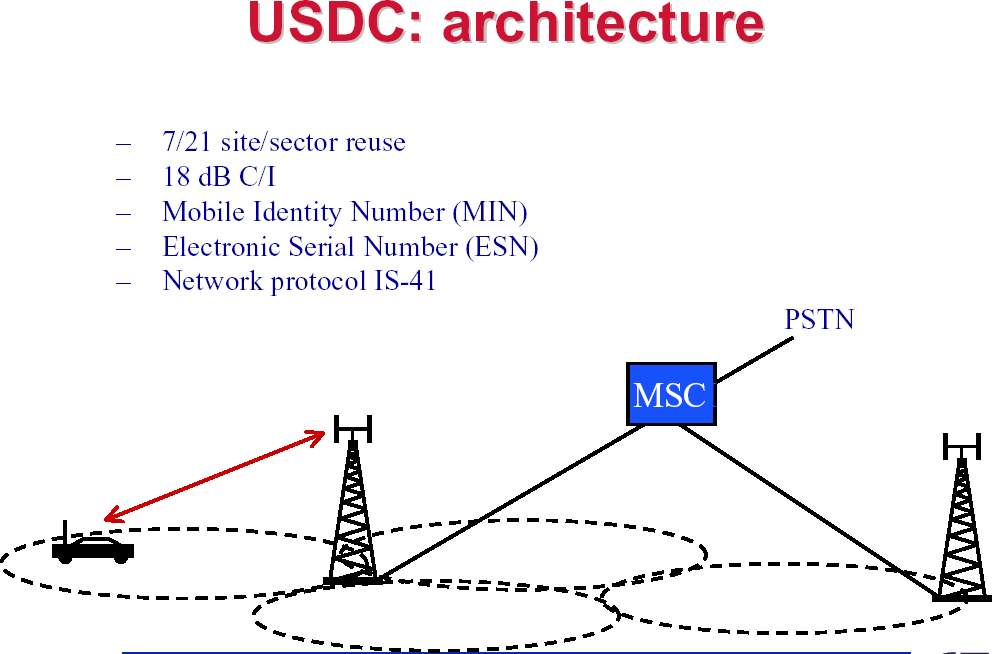 USDC: architecture
– 7/21 site/sector reuse
– 18 dB C/I
– Mobile Identity Number (MIN)
– Electronic Serial Number (ESN)
– Network protocol IS-41
PSTN
MSC